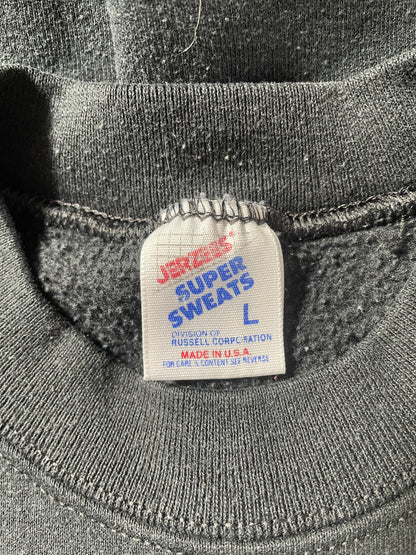 JERZEES
SUPER
SWEATS
L
DIVISION OF
RUSSELL CORPORATION
MADE IN U.S.A.
FOR CARE & CONTENT SEE REVERSE